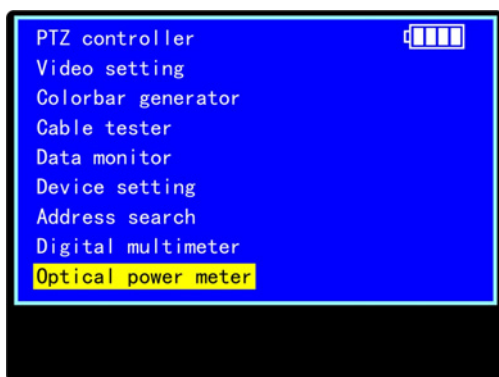 PTZ controller
Video setting
Colorbar generator
Cable tester
Data monitor
Device setting
Address search
Digital multimeter
Optical power meter